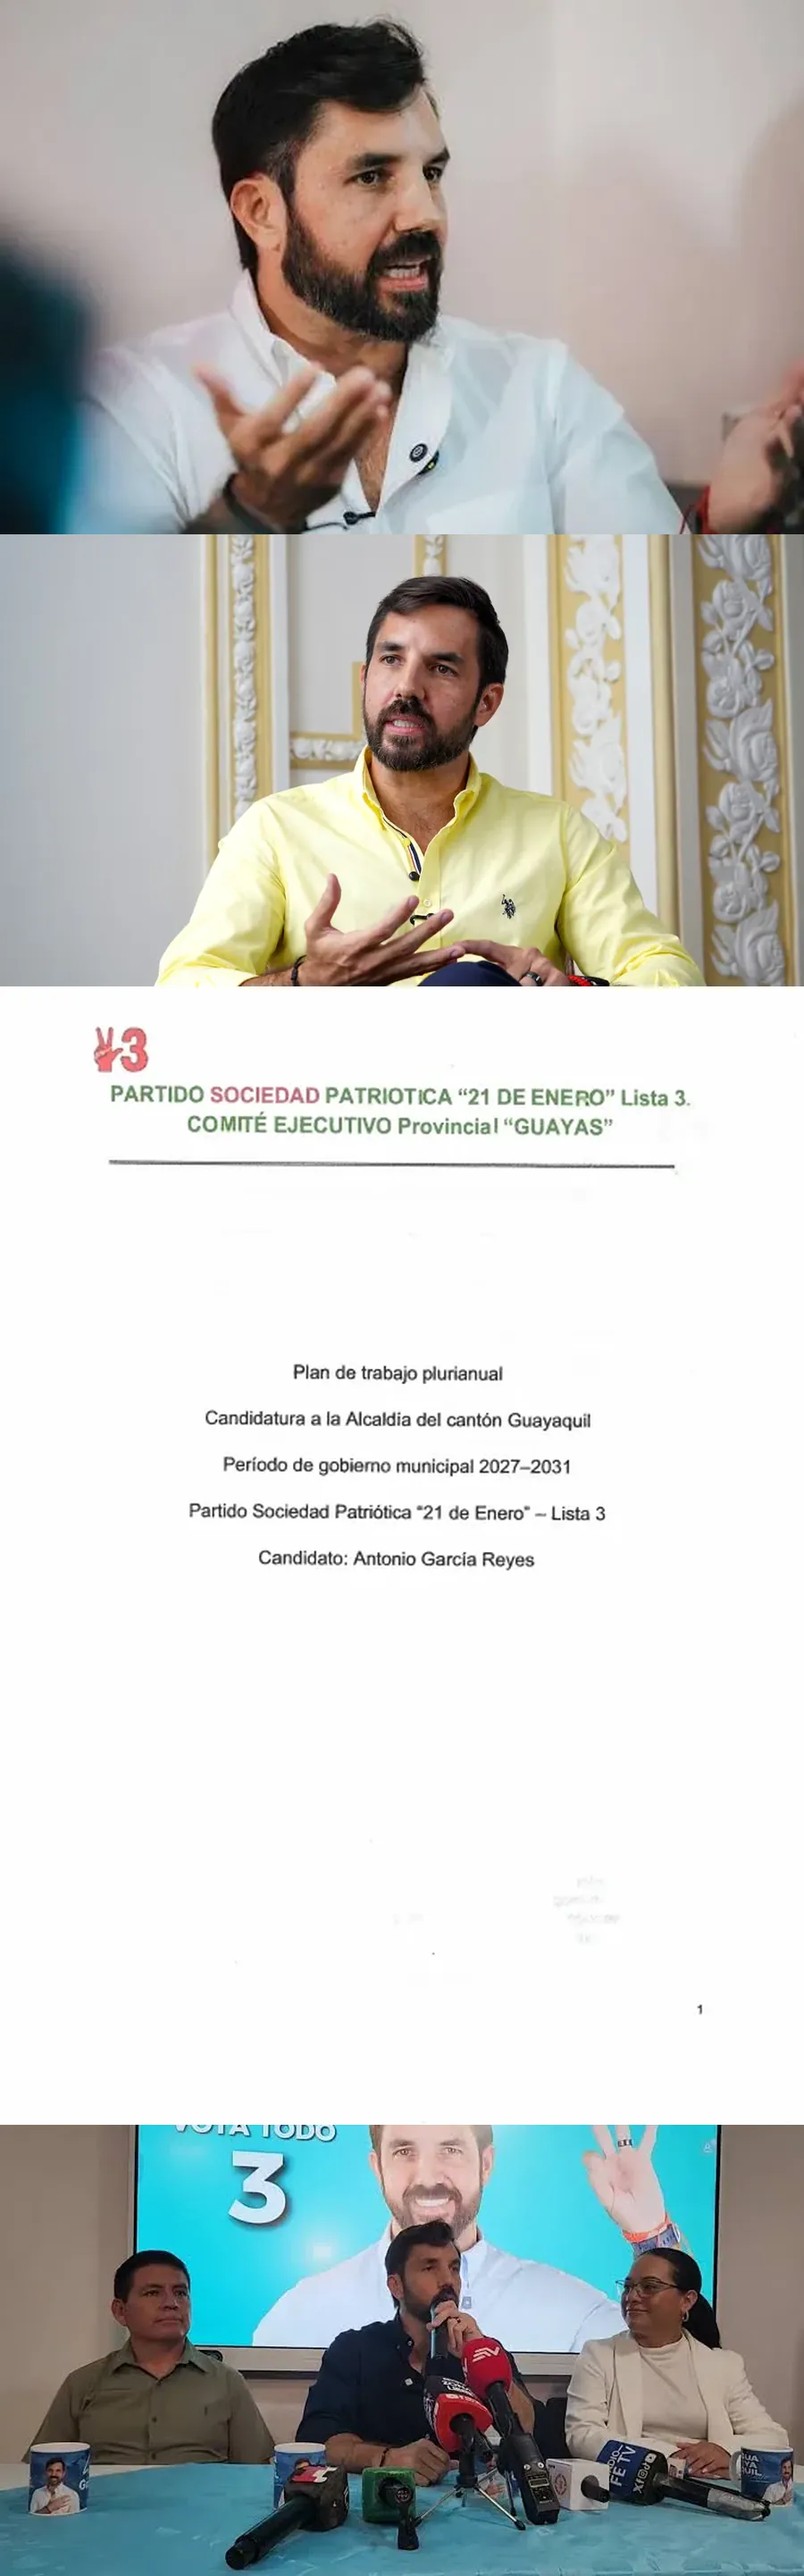 3
PARTIDO SOCIEDAD PATRIOTICA “21 DE ENERO” Lista 3.
COMITÉ EJECUTIVO Provincial “GUAYAS”
Plan de trabajo plurianual
Candidatura a la Alcaldía del cantón Guayaquil
Período de gobierno municipal 2027–2031
Partido Sociedad Patriótica “21 de Enero” – Lista 3
Candidato: Antonio García Reyes
1
VOTA TODO
3
FE TV